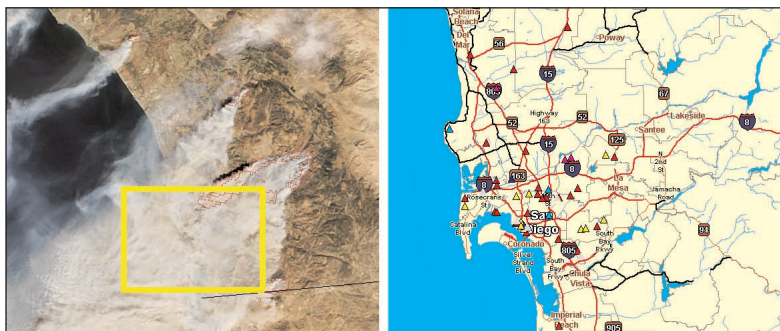 Solana
Beach
Del
Mar
56
Poway
15
805
67
Highway
163
52
52
Lakeside
8
Santee
125
15
N
2nd St
8
163
La
Mesa
Jamacha
Road
8
Rosecrans
St
Catalina
Blvd
San
Diego
94
Coronado
South
Bay
Pkwy
805
Silver
Strand
Blvd
South
Bay
Frwy
Chula
Vista
Imperial
Beach
905